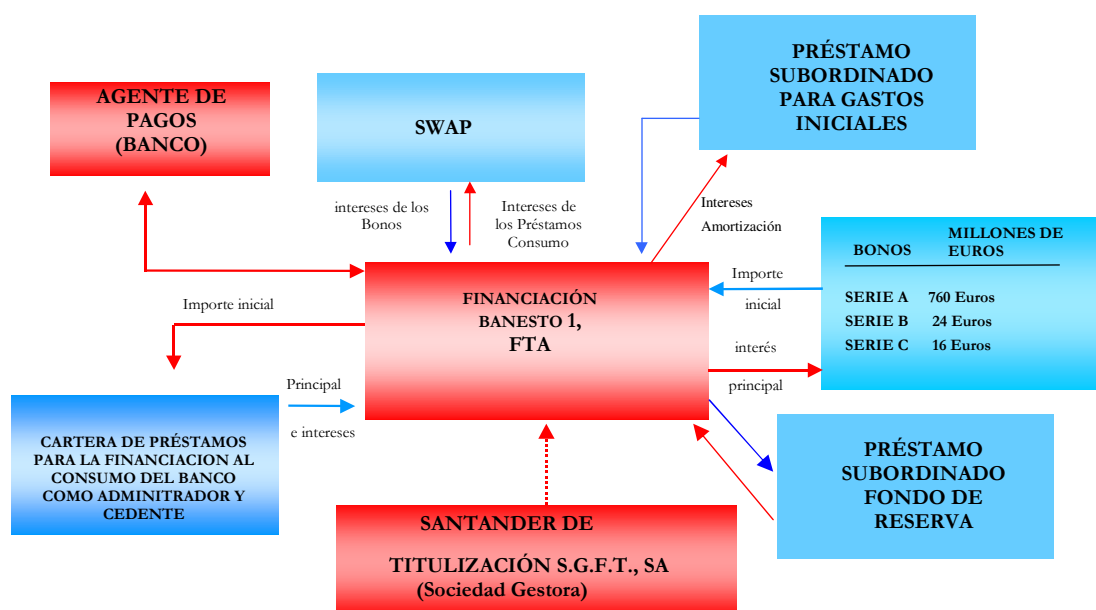 AGENTE DE
PAGOS
(BANCO)
SWAP
PRÉSTAMO
SUBORDINADO
PARA GASTOS
INICIALES
intereses de los
Bonos
Intereses de
los Préstamos
Consumo
Intereses
Amortización
BONOS
MILLONES DE
EUROS
SERIE A 760 Euros
SERIE B 24 Euros
SERIE C 16 Euros
Importe
inicial
interés
principal
FINANCIACIÓN
BANESTO 1,
FTA
Importe inicial
Principal
e intereses
CARTERA DE PRÉSTAMOS
PARA LA FINANCIACION AL
CONSUMO DEL BANCO
COMO ADMINITRADOR Y
CEDENTE
PRÉSTAMO
SUBORDINADO
FONDO DE
RESERVA
SANTANDER DE
TITULIZACIÓN S.G.F.T., SA
(Sociedad Gestora)